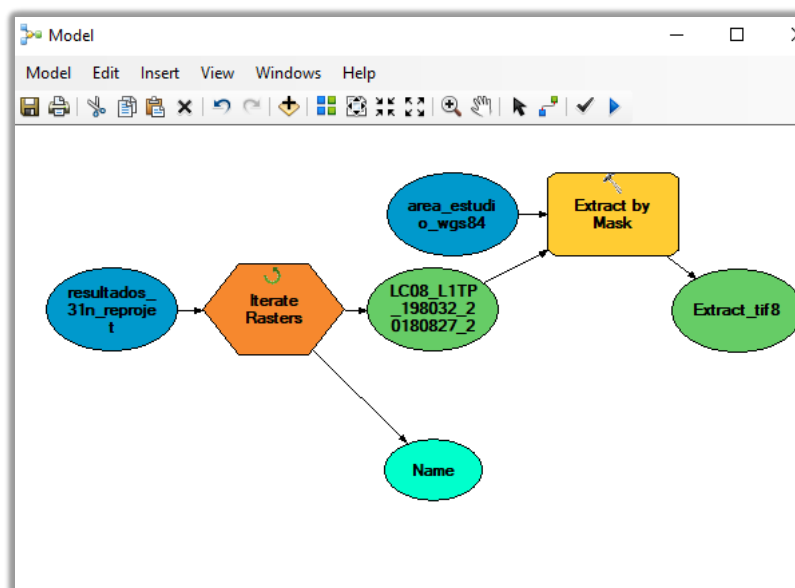 Model
Model Edit Insert View Windows Help
area_estudi
o_wgs84
Extract by
Mask
resultados_
31n_reproje
t
Iterate
Rasters
LC08_L1TP
_198032_2
0180827_2
Extract_tif8
Name